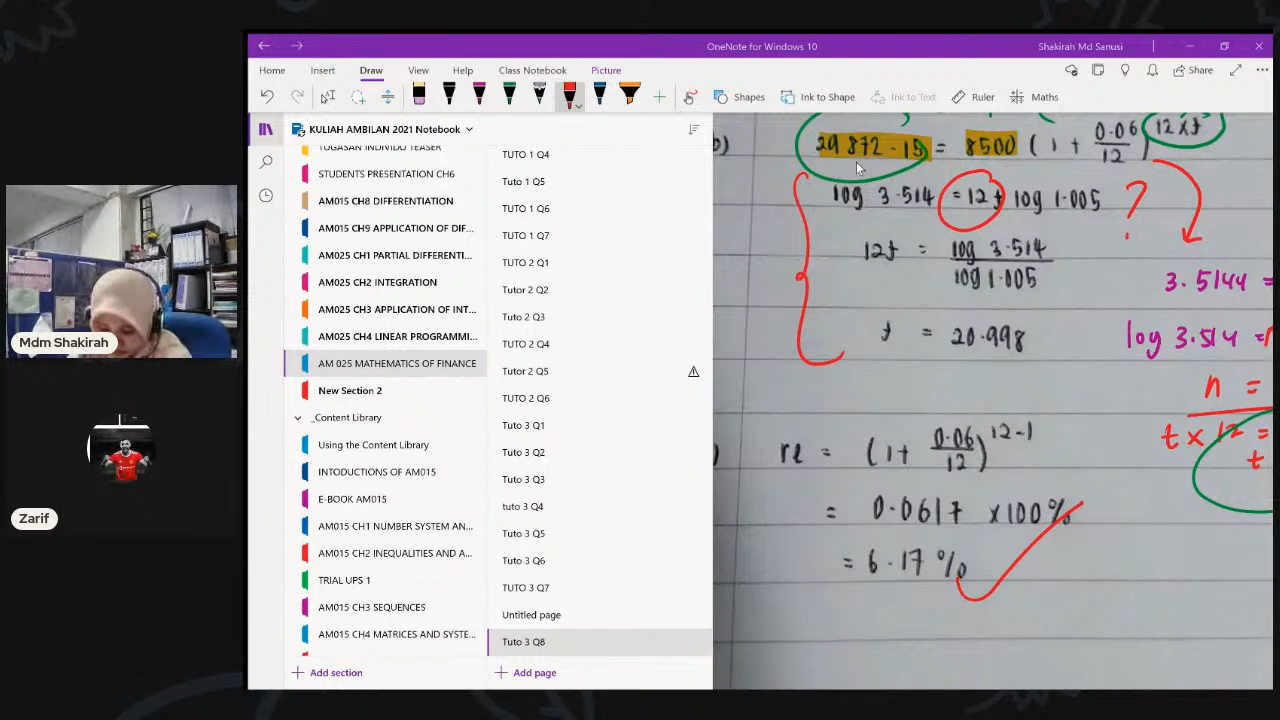 OneNote for Windows 10
Shakirah Md Sanusi
Home
Insert
Draw
View
Help
Class Notebook
Picture
Shapes
Ink to Shape
Ink to Text
Ruler
Maths
Share
KULIAH AMBILAN 2021 Notebook
TUGASAN INDIVIDO TEASER
STUDENTS PRESENTATION CH6
AM015 CH8 DIFFERENTIATION
AM015 CH9 APPLICATION OF DIF...
AM025 CH1 PARTIAL DIFFERENTI...
AM025 CH2 INTEGRATION
AM025 CH3 APPLICATION OF INT...
AM025 CH4 LINEAR PROGRAMMI...
AM 025 MATHEMATICS OF FINANCE
New Section 2
_Content Library
Using the Content Library
INTODUCTIONS OF AM015
E-BOOK AM015
AM015 CH1 NUMBER SYSTEM AN...
AM015 CH2 INEQUALITIES AND A...
TRIAL UPS 1
AM015 CH3 SEQUENCES
AM015 CH4 MATRICES AND SYSTE...
Add section
TUTO 1 Q4
Tuto 1 Q5
TUTO 1 Q6
TUTO 1 Q7
TUTO 2 Q1
Tutor 2 Q2
Tuto 2 Q3
TUTO 2 Q4
Tutor 2 Q5
TUTO 2 Q6
Tuto 3 Q1
Tuto 3 Q2
Tuto 3 Q3
tuto 3 Q4
Tuto 3 Q5
Tuto 3 Q6
TUTO 3 Q7
Untitled page
Tuto 3 Q8
Add page
b) 29 872.15 = 8500 (1 + 0.06/12)^12xt
log 3.514 = 12t log 1.005 ?
12t = log 3.514 / log 1.005
t = 20.998
3.5144 =
log 3.514 =
n =
t x 12 =
t
re = (1 + 0.06/12)^12-1
= 0.0617 x100%
= 6.17 %
Mdm Shakirah
Zarif